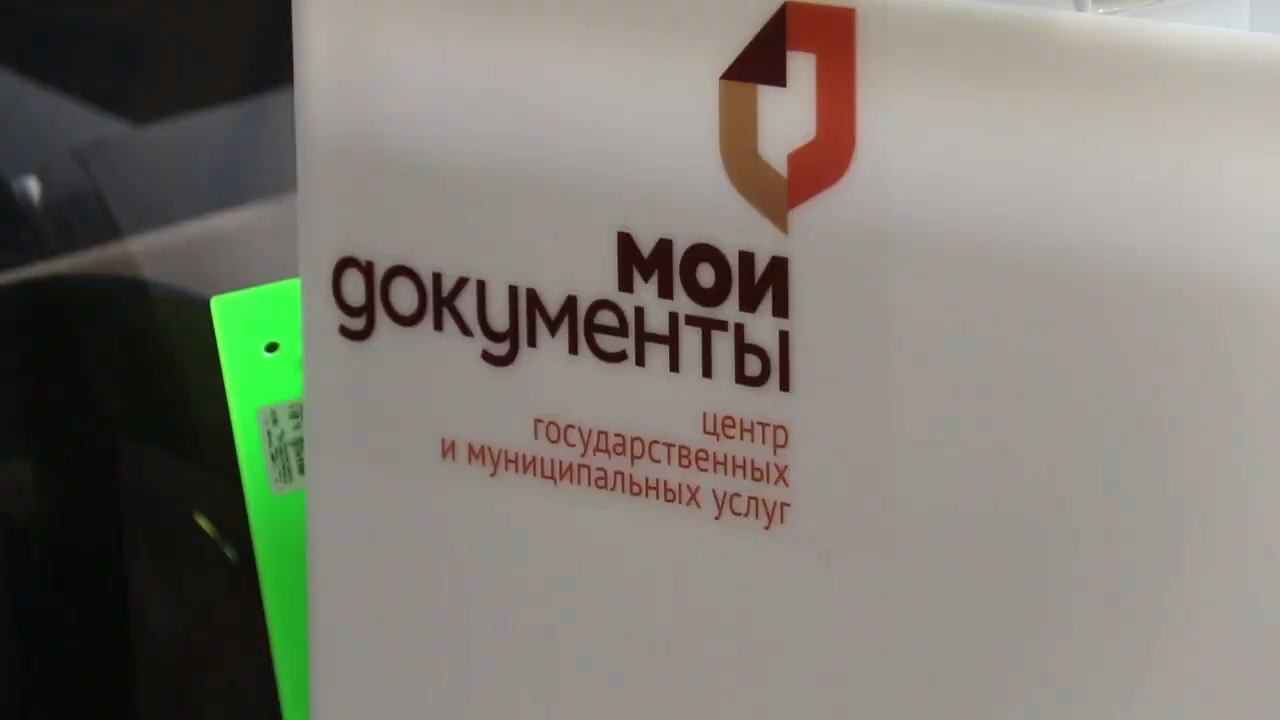 мои
документы
центр
государственных
и муниципальных услуг